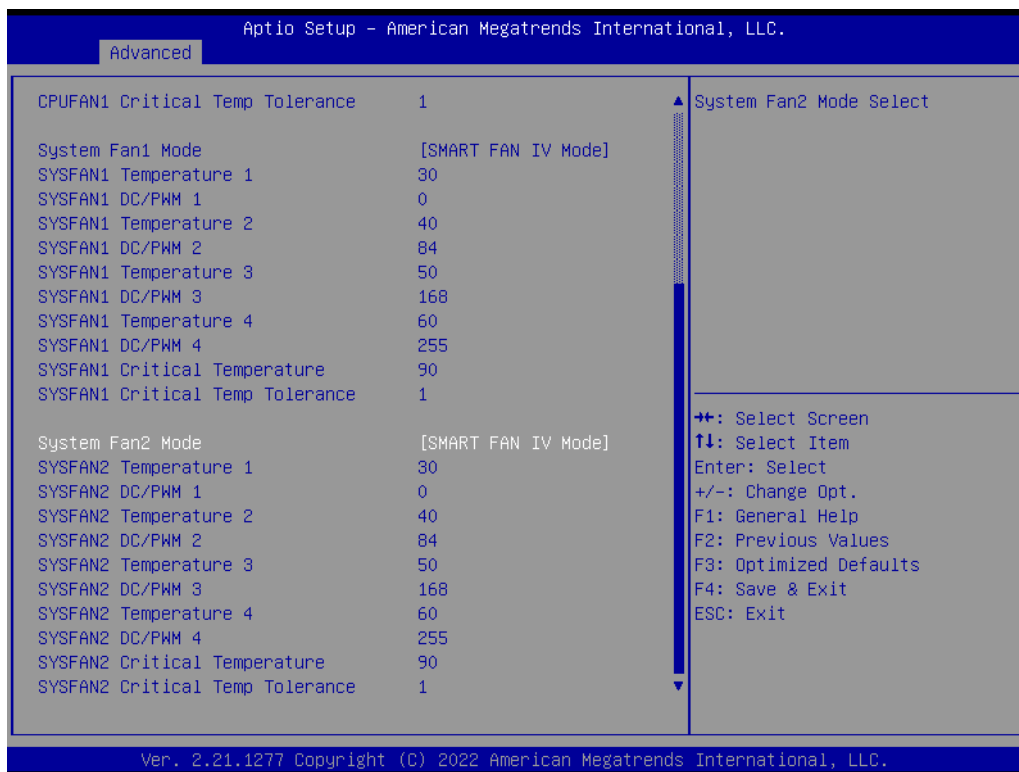 Aptio Setup – American Megatrends International, LLC.
Advanced
CPUFAN1 Critical Temp Tolerance 1
System Fan1 Mode [SMART FAN IV Mode]
SYSFAN1 Temperature 1 30
SYSFAN1 DC/PWM 1 0
SYSFAN1 Temperature 2 40
SYSFAN1 DC/PWM 2 84
SYSFAN1 Temperature 3 50
SYSFAN1 DC/PWM 3 168
SYSFAN1 Temperature 4 60
SYSFAN1 DC/PWM 4 255
SYSFAN1 Critical Temperature 90
SYSFAN1 Critical Temp Tolerance 1
System Fan2 Mode [SMART FAN IV Mode]
SYSFAN2 Temperature 1 30
SYSFAN2 DC/PWM 1 0
SYSFAN2 Temperature 2 40
SYSFAN2 DC/PWM 2 84
SYSFAN2 Temperature 3 50
SYSFAN2 DC/PWM 3 168
SYSFAN2 Temperature 4 60
SYSFAN2 DC/PWM 4 255
SYSFAN2 Critical Temperature 90
SYSFAN2 Critical Temp Tolerance 1
System Fan2 Mode Select
→←: Select Screen
↑↓: Select Item
Enter: Select
+/-: Change Opt.
F1: General Help
F2: Previous Values
F3: Optimized Defaults
F4: Save & Exit
ESC: Exit
Ver. 2.21.1277 Copyright (C) 2022 American Megatrends International, LLC.